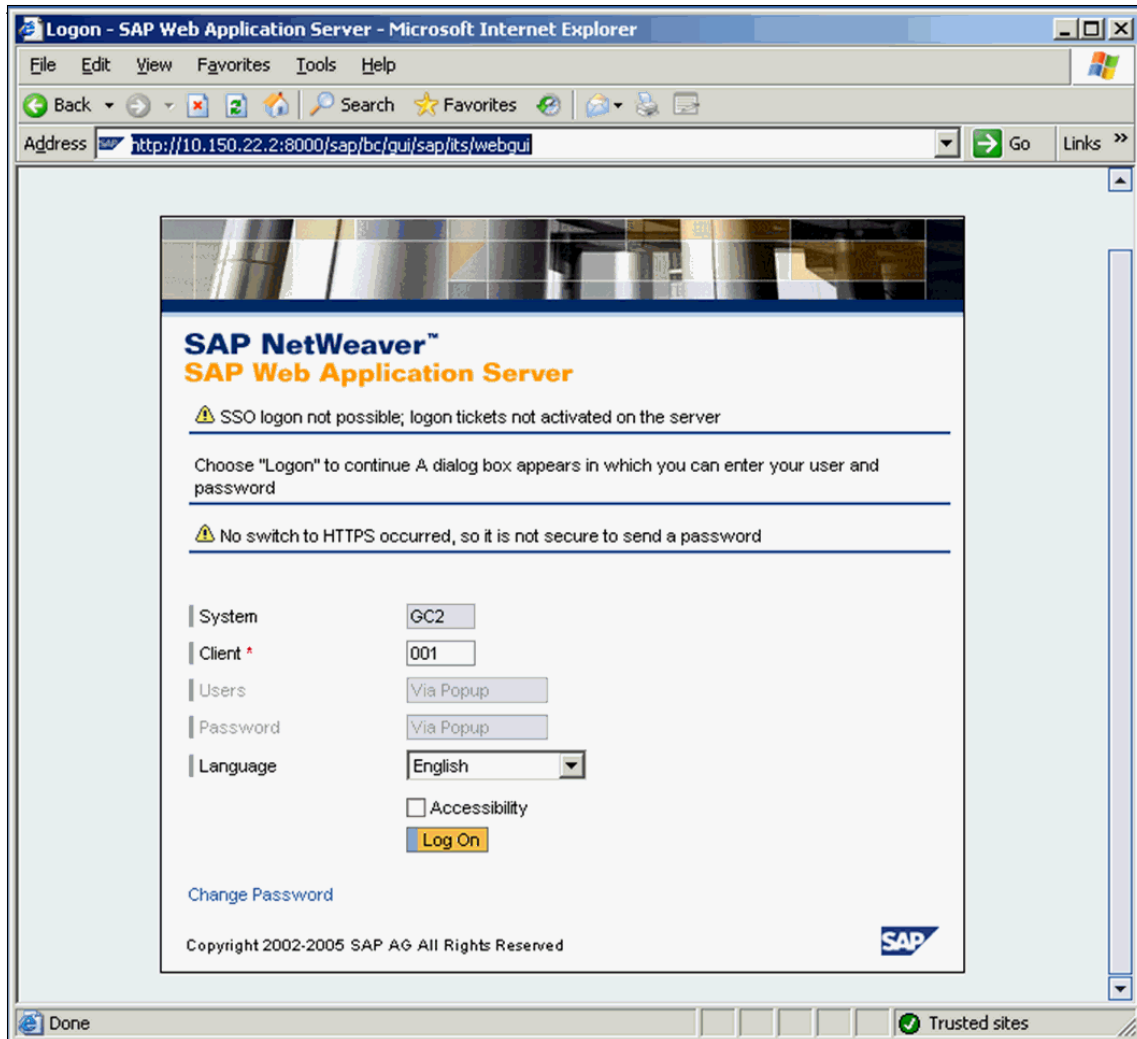 Logon - SAP Web Application Server - Microsoft Internet Explorer
File Edit View Favorites Tools Help
Back Search Favorites
Address http://10.150.22.2:8000/sap/bc/gui/sap/its/webgui Go Links »
SAP NetWeaver™
SAP Web Application Server
SSO logon not possible; logon tickets not activated on the server
Choose "Logon" to continue A dialog box appears in which you can enter your user and
password
No switch to HTTPS occurred, so it is not secure to send a password
System GC2
Client * 001
Users Via Popup
Password Via Popup
Language English
Accessibility
Log On
Change Password
Copyright 2002-2005 SAP AG All Rights Reserved SAP
Done Trusted sites